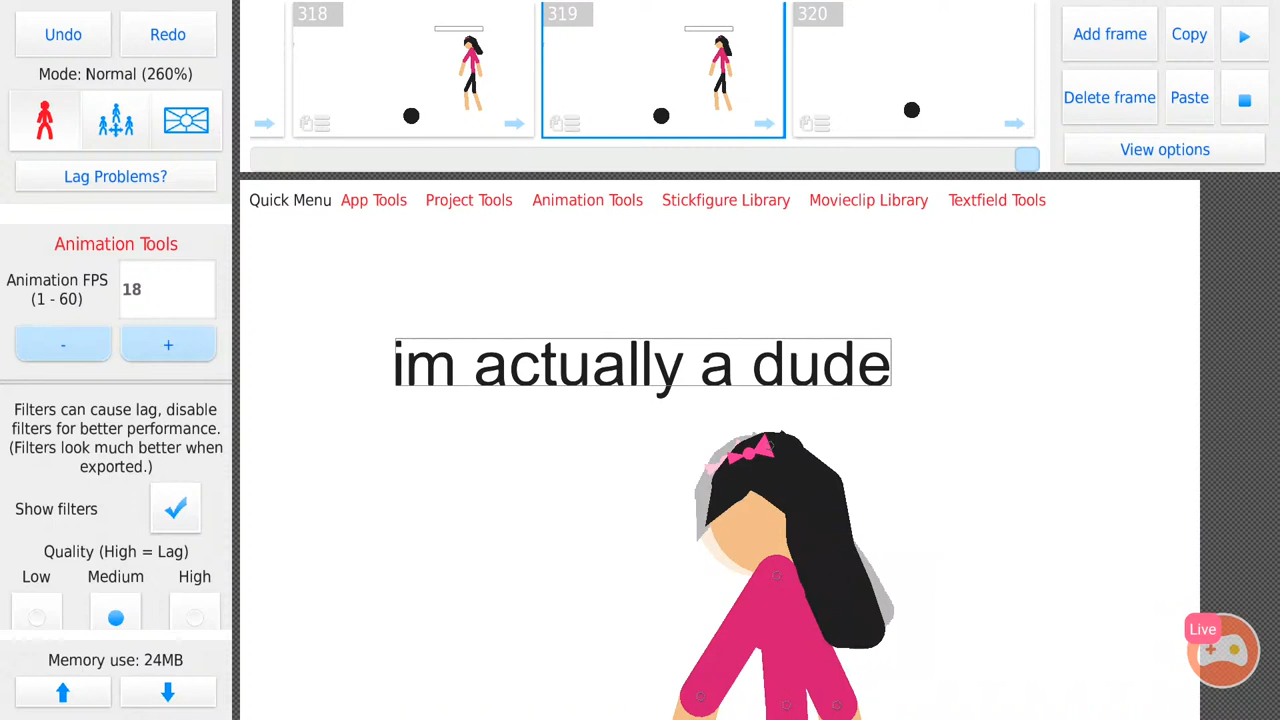 Undo
Redo
Mode: Normal (260%)
Lag Problems?
Animation Tools
Animation FPS
(1 - 60)
18
-
+
Filters can cause lag, disable
filters for better performance.
(Filters look much better when
exported.)
Show filters
Quality (High = Lag)
Low
Medium
High
Memory use: 24MB
318
319
320
Add frame
Copy
Delete frame
Paste
View options
Quick Menu
App Tools
Project Tools
Animation Tools
Stickfigure Library
Movieclip Library
Textfield Tools
im actually a dude
Live